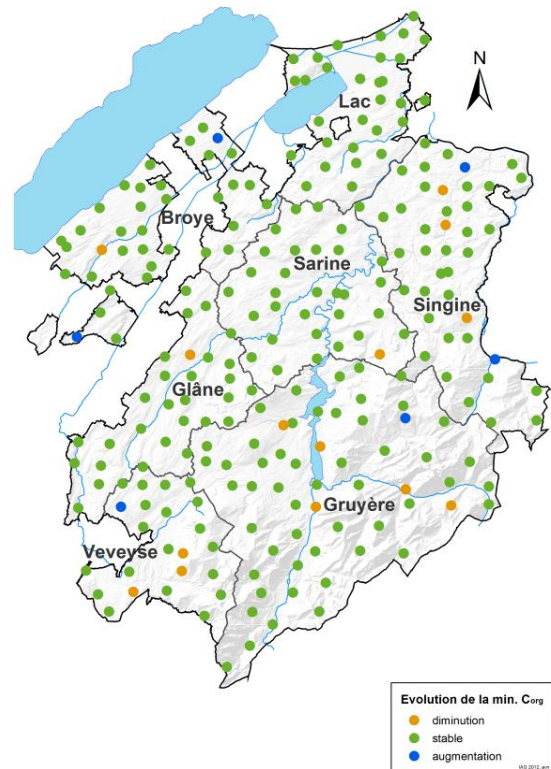 N
Lac
Broye
Sarine
Singine
Glâne
Gruyère
Veveyse
Evolution de la min. Corg
diminution
stable
augmentation